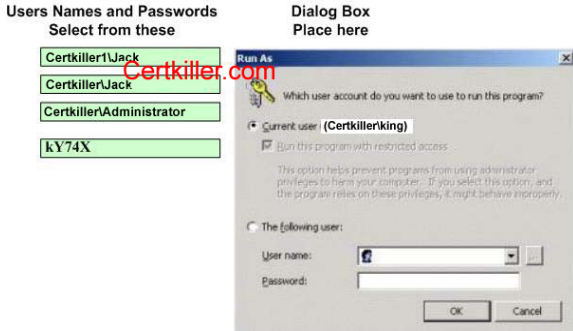 Users Names and Passwords
Select from these
Dialog Box
Place here
Certkiller1\Jack
Certkiller\Jack
Certkiller\Administrator
kY74X
Certkiller.com
Run As
Which user account do you want to use to run this program?
Current user (Certkiller\king)
Run this program with restricted access
This option helps prevent programs from using administrator
privileges to harm your computer. If you select this option, and
the program relies on these privileges, it might behave improperly.
The following user:
User name:
Password:
OK
Cancel